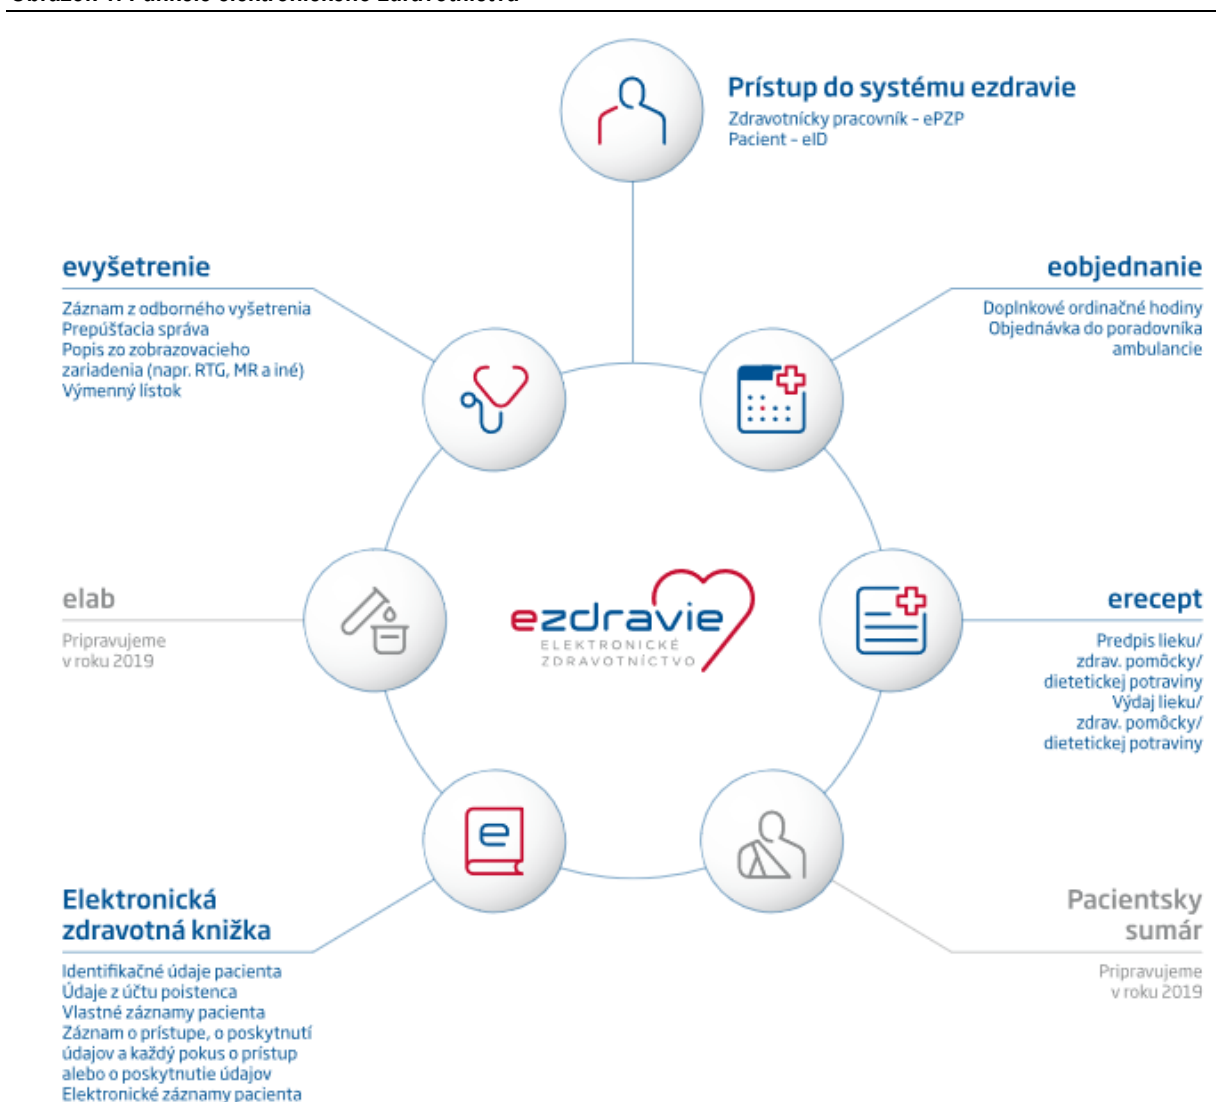 Prístup do systému ezdravie
Zdravotnícky pracovník – ePZP
Pacient – eID
evyšetrenie
Záznam z odborného vyšetrenia
Prepúšťacia správa
Popis zo zobrazovacieho
zariadenia (napr. RTG, MR a iné)
Výmenný lístok
eobjednanie
Doplnkové ordinačné hodiny
Objednávka do poradovníka
ambulancie
elab
Pripravujeme
v roku 2019
ezdravie
ELEKTRONICKÉ
ZDRAVOTNÍCTVO
erecept
Predpis lieku/
zdrav. pomôcky/
dietetickej potraviny
Výdaj lieku/
zdrav. pomôcky/
dietetickej potraviny
e
Elektronická
zdravotná knižka
Identifikačné údaje pacienta
Údaje z účtu poistenca
Vlastné záznamy pacienta
Záznam o prístupe, o poskytnutí
údajov a každý pokus o prístup
alebo o poskytnutie údajov
Elektronické záznamy pacienta
Pacientsky
sumár
Pripravujeme
v roku 2019